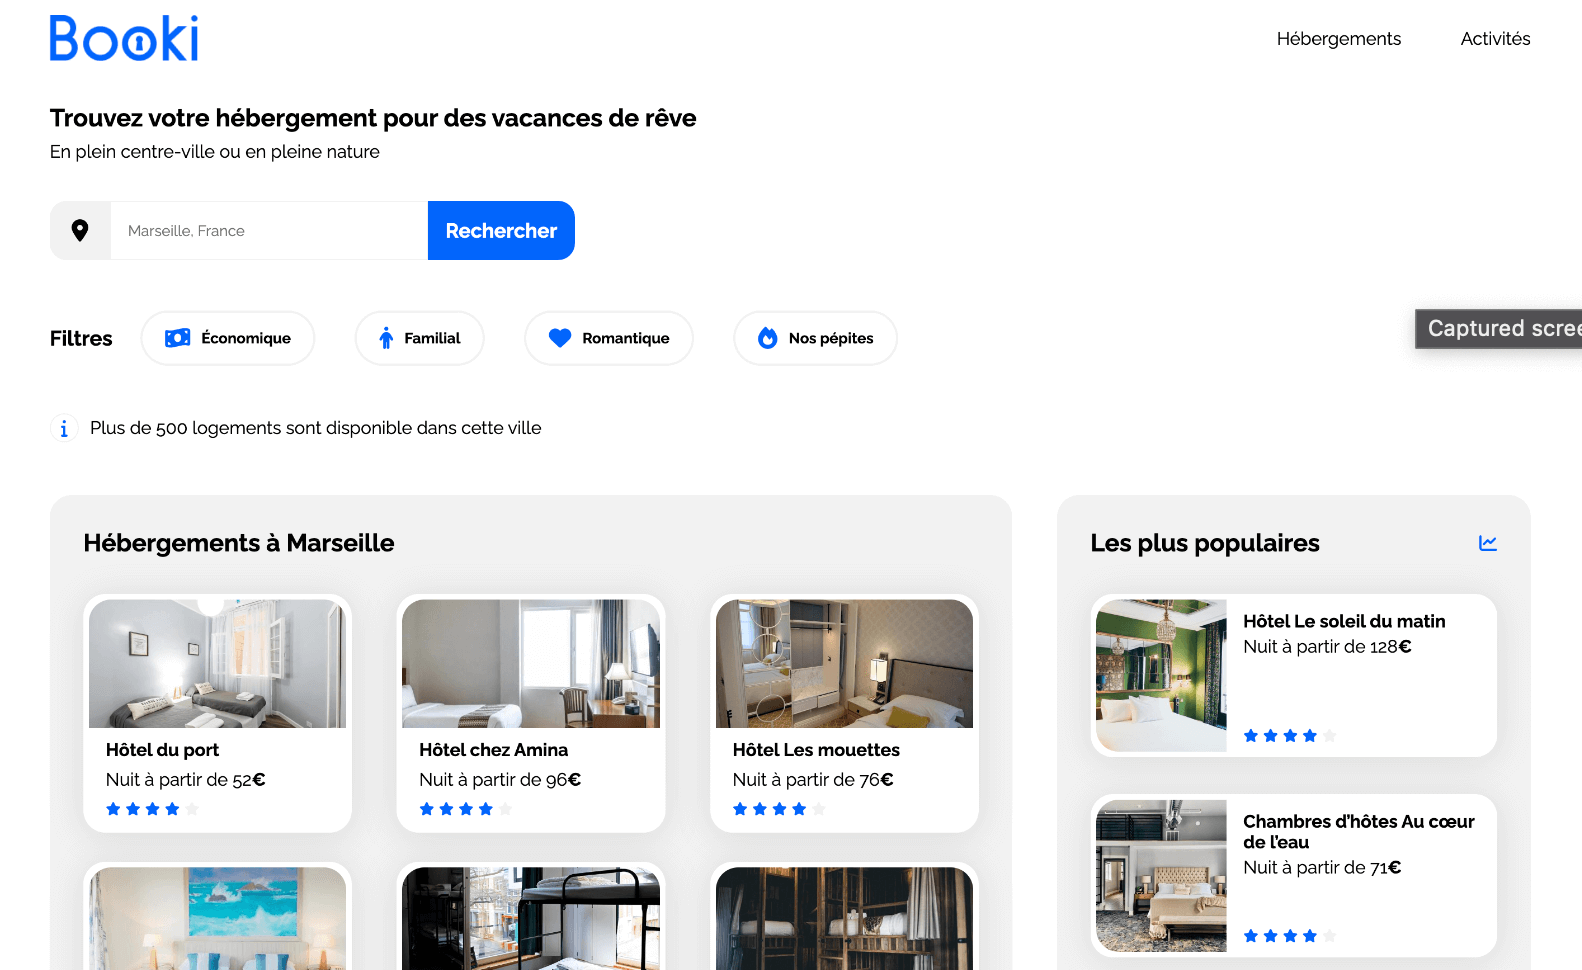 Booki
Hébergements
Activités
Trouvez votre hébergement pour des vacances de rêve
En plein centre-ville ou en pleine nature
Marseille, France
Rechercher
Filtres
Économique
Familial
Romantique
Nos pépites
Captured scree
Plus de 500 logements sont disponible dans cette ville
Hébergements à Marseille
Hôtel du port
Nuit à partir de 52€
Hôtel chez Amina
Nuit à partir de 96€
Hôtel Les mouettes
Nuit à partir de 76€
Les plus populaires
Hôtel Le soleil du matin
Nuit à partir de 128€
Chambres d'hôtes Au cœur
de l'eau
Nuit à partir de 71€